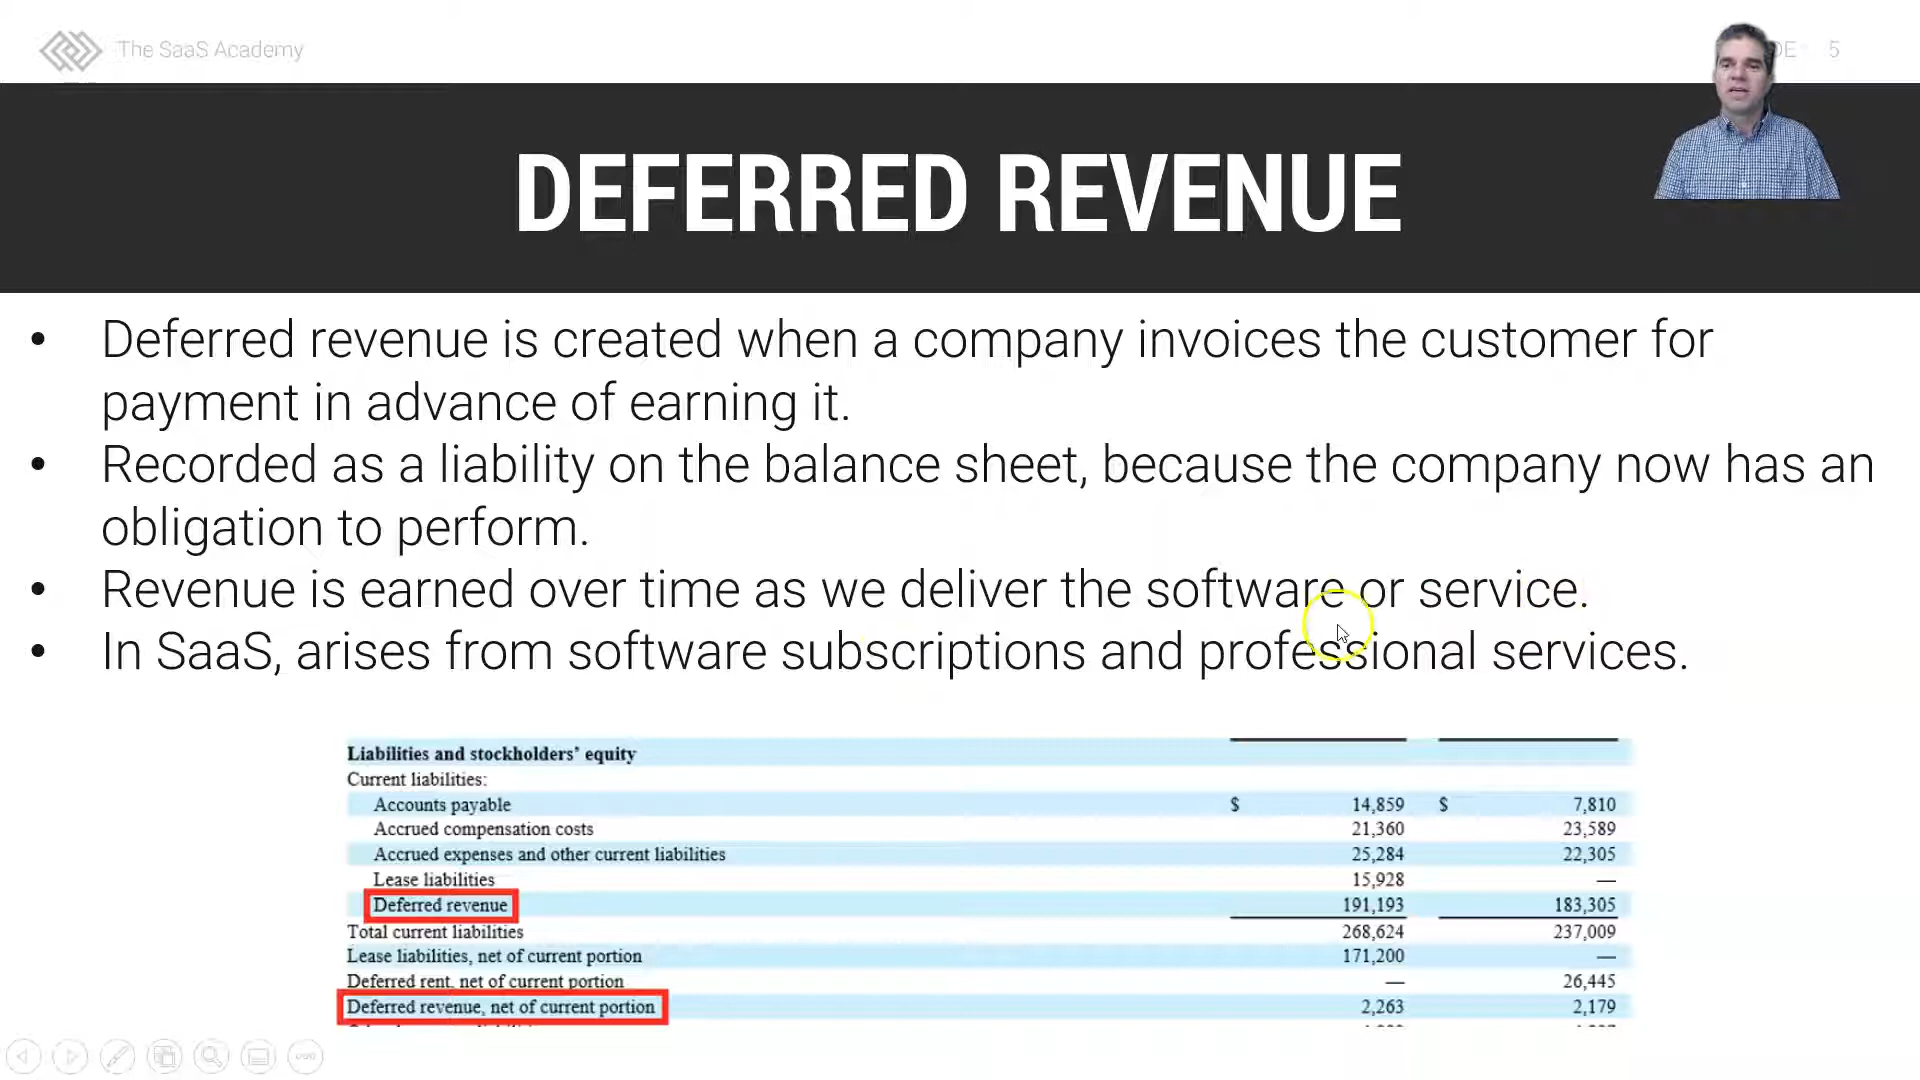 The SaaS Academy
5
DEFERRED REVENUE
• Deferred revenue is created when a company invoices the customer for
payment in advance of earning it.
• Recorded as a liability on the balance sheet, because the company now has an
obligation to perform.
• Revenue is earned over time as we deliver the software or service.
• In SaaS, arises from software subscriptions and professional services.
Liabilities and stockholders' equity
Current liabilities:
Accounts payable $ 14,859 $ 7,810
Accrued compensation costs 21,360 23,589
Accrued expenses and other current liabilities 25,284 22,305
Lease liabilities 15,928 —
Deferred revenue 191,193 183,305
Total current liabilities 268,624 237,009
Lease liabilities, net of current portion 171,200 —
Deferred rent, net of current portion — 26,445
Deferred revenue, net of current portion 2,263 2,179